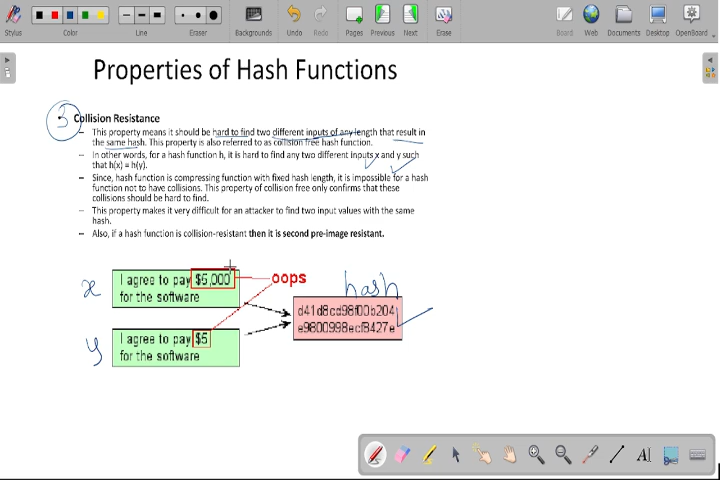 Stylus
Color
Line
Eraser
Backgrounds
Undo
Redo
Pages
Previous
Next
Erase
Board
Web
Documents
Desktop
OpenBoard
Properties of Hash Functions
3
Collision Resistance
– This property means it should be hard to find two different inputs of any length that result in
the same hash. This property is also referred to as collision free hash function.
– In other words, for a hash function h, it is hard to find any two different inputs x and y such
that h(x) = h(y).
– Since, hash function is compressing function with fixed hash length, it is impossible for a hash
function not to have collisions. This property of collision free only confirms that these
collisions should be hard to find.
– This property makes it very difficult for an attacker to find two input values with the same
hash.
– Also, if a hash function is collision-resistant then it is second pre-image resistant.
x
I agree to pay $5,000
for the software
oops
hash
d41d8cd98f00b204
e9800998ecf8427e
y
I agree to pay $5
for the software